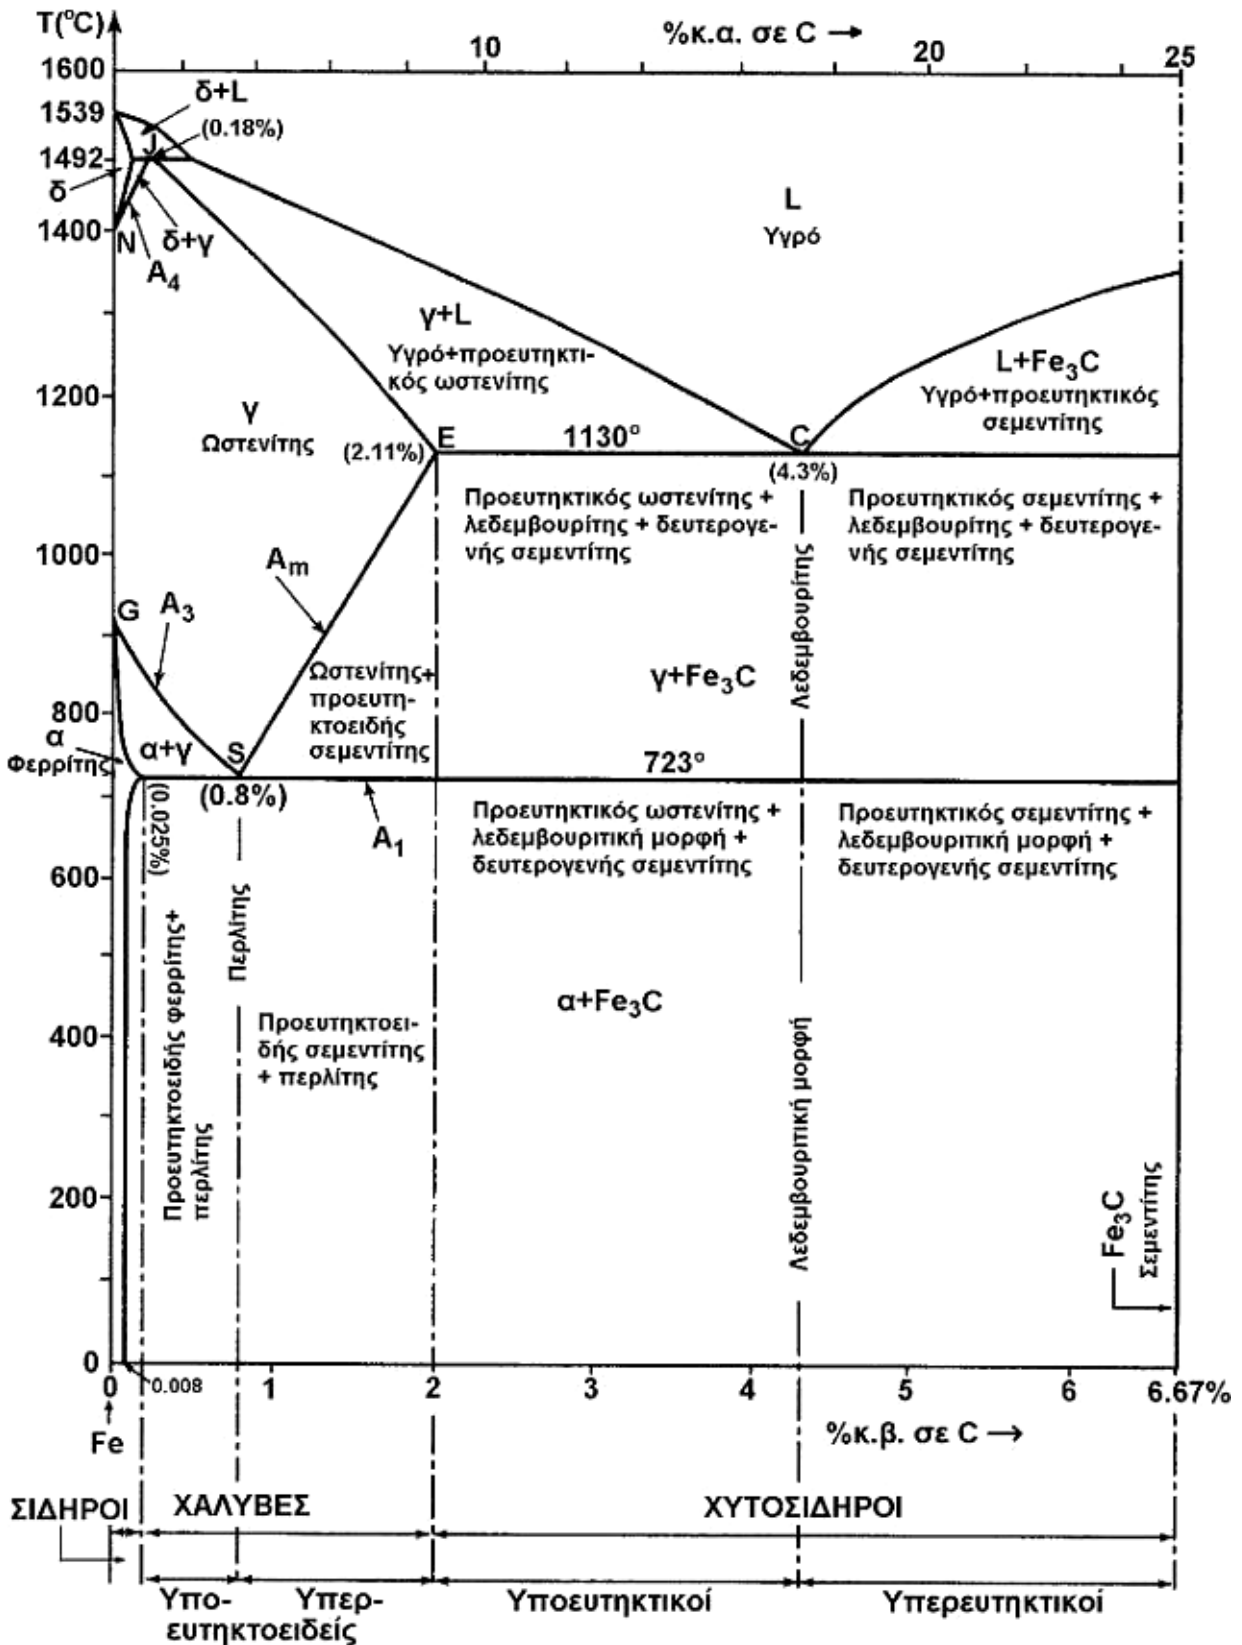 T(°C)
%κ.α. σε C →
10
20
25
1600
1539
1492
1400
1200
1000
800
600
400
200
0
δ+L
J
(0.18%)
δ
N
δ+γ
A4
L
Υγρό
γ+L
Υγρό+προευτηκτι-
κός ωστενίτης
L+Fe3C
Υγρό+προευτηκτικός
σεμεντίτης
γ
Ωστενίτης
(2.11%)
E
1130°
C
(4.3%)
Προευτηκτικός ωστενίτης +
λεδεμβουρίτης + δευτερογε-
νής σεμεντίτης
Προευτηκτικός σεμεντίτης +
λεδεμβουρίτης + δευτερογε-
νής σεμεντίτης
Λεδεμβουρίτης
Am
G
A3
Ωστενίτης+
προευτη-
κτοειδής
σεμεντίτης
γ+Fe3C
α
Φερρίτης
α+γ
S
723°
(0.025%)
(0.8%)
A1
Προευτηκτικός ωστενίτης +
λεδεμβουριτική μορφή +
δευτερογενής σεμεντίτης
Προευτηκτικός σεμεντίτης +
λεδεμβουριτική μορφή +
δευτερογενής σεμεντίτης
Προευτηκτοειδής φερρίτης+
περλίτης
Περλίτης
Προευτηκτοει-
δής σεμεντίτης
+ περλίτης
α+Fe3C
Λεδεμβουριτική μορφή
Fe3C
Σεμεντίτης
0.008
0
1
2
3
4
5
6
6.67%
Fe
%κ.β. σε C →
ΣΙΔΗΡΟΙ
ΧΑΛΥΒΕΣ
ΧΥΤΟΣΙΔΗΡΟΙ
Υπο-
Υπερ-
ευτηκτοειδείς
Υποευτηκτικοί
Υπερευτηκτικοί